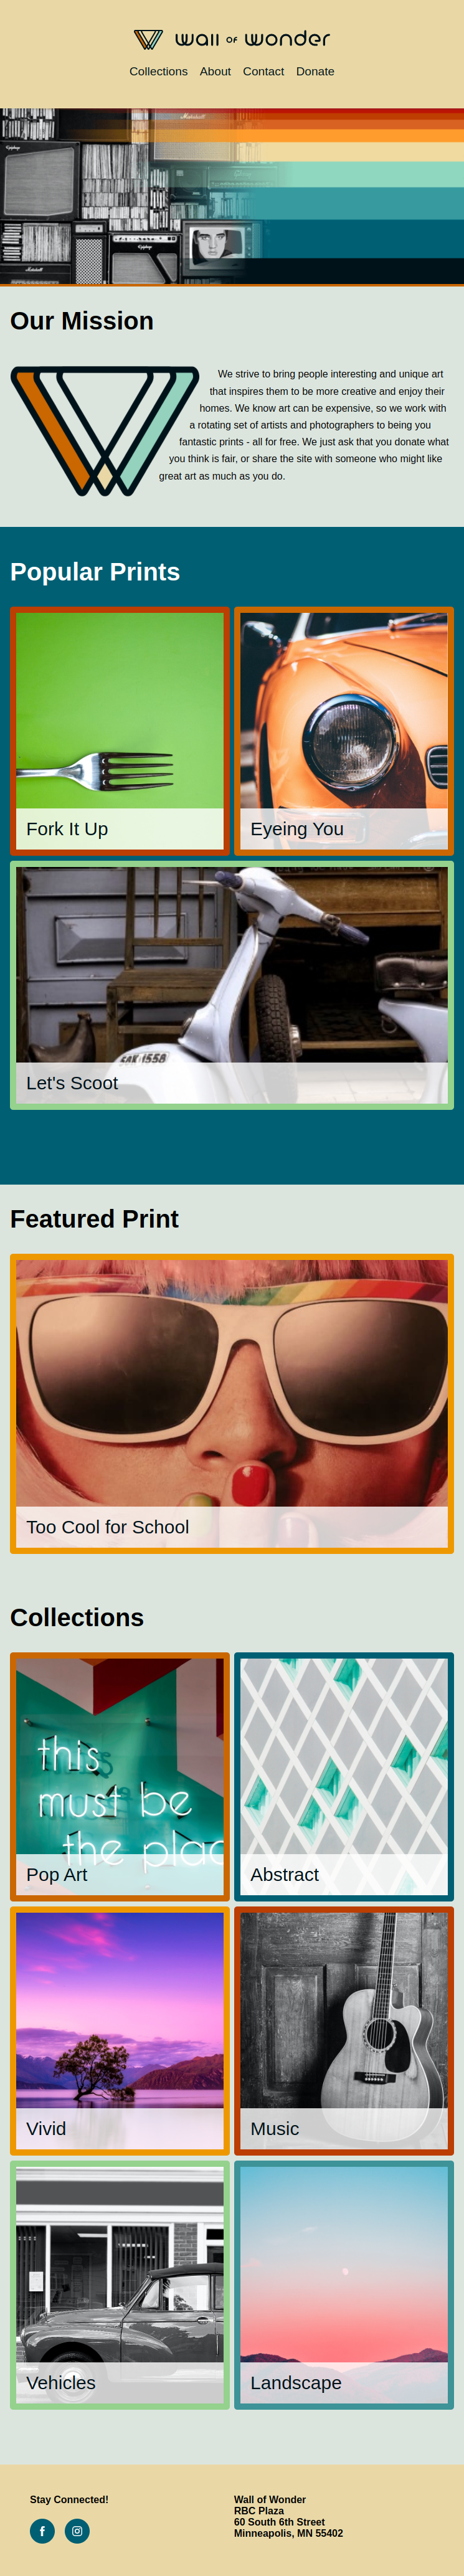 wall OF wonder
Collections About Contact Donate
Our Mission
We strive to bring people interesting and unique art
that inspires them to be more creative and enjoy their
homes. We know art can be expensive, so we work with
a rotating set of artists and photographers to being you
fantastic prints - all for free. We just ask that you donate what
you think is fair, or share the site with someone who might like
great art as much as you do.
Popular Prints
Fork It Up
Eyeing You
Let's Scoot
Featured Print
Too Cool for School
Collections
this
must be
the plac
Pop Art
Abstract
Vivid
Music
Vehicles
Landscape
Stay Connected!
Wall of Wonder
RBC Plaza
60 South 6th Street
Minneapolis, MN 55402